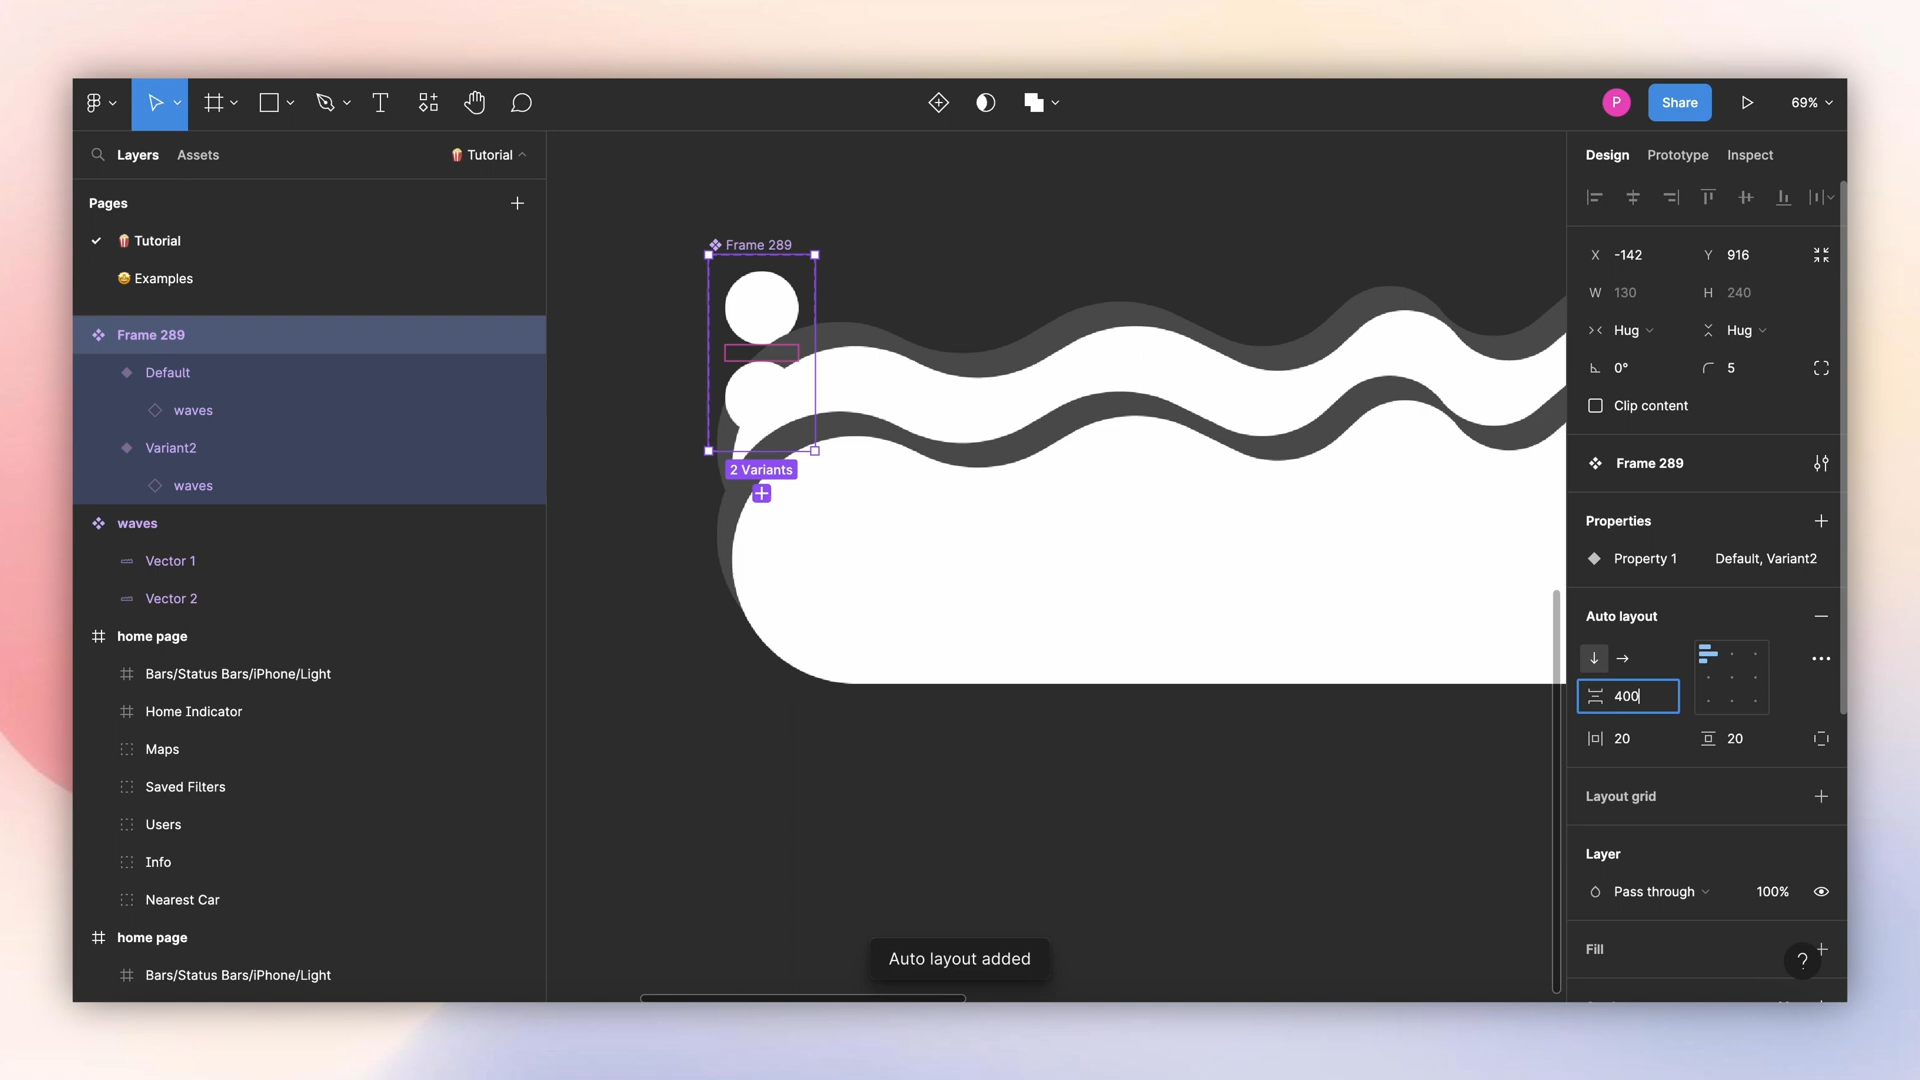 P
Share
69%
Layers
Assets
🍿 Tutorial
Design
Prototype
Inspect
Pages
🍿 Tutorial
🤩 Examples
Frame 289
Default
waves
Variant2
waves
waves
Vector 1
Vector 2
home page
Bars/Status Bars/iPhone/Light
Home Indicator
Maps
Saved Filters
Users
Info
Nearest Car
home page
Bars/Status Bars/iPhone/Light
Frame 289
2 Variants
Auto layout added
X -142
Y 916
W 130
H 240
Hug
Hug
0°
5
Clip content
Frame 289
Properties
Property 1
Default, Variant2
Auto layout
400
20
20
Layout grid
Layer
Pass through
100%
Fill
?